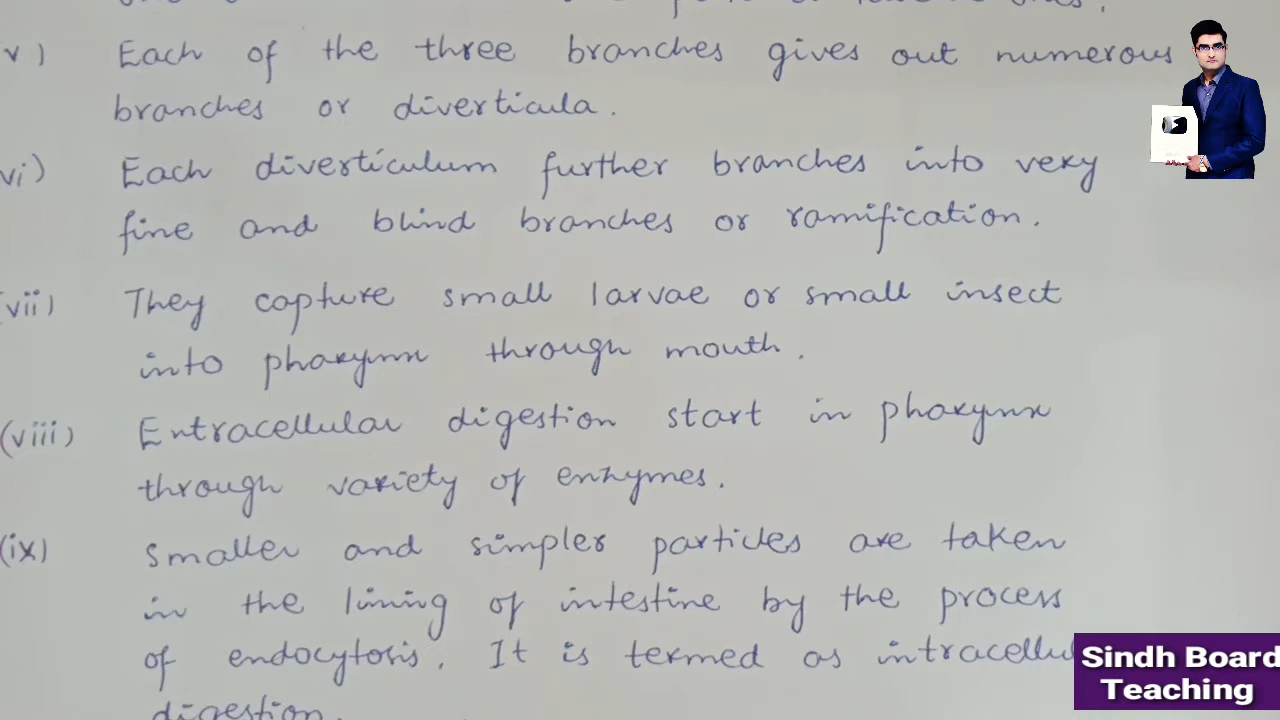 v) Each of the three branches gives out numerous
branches or diverticula.
vi) Each diverticulum further branches into very
fine and blind branches or ramification.
(vii) They capture small larvae or small insect
into pharynx through mouth.
(viii) Extracellular digestion start in pharynx
through variety of enzymes.
(ix) Smaller and simpler particles are taken
in the lining of intestine by the process
of endocytosis. It is termed as intracellul
digestion.
Sindh Board
Teaching